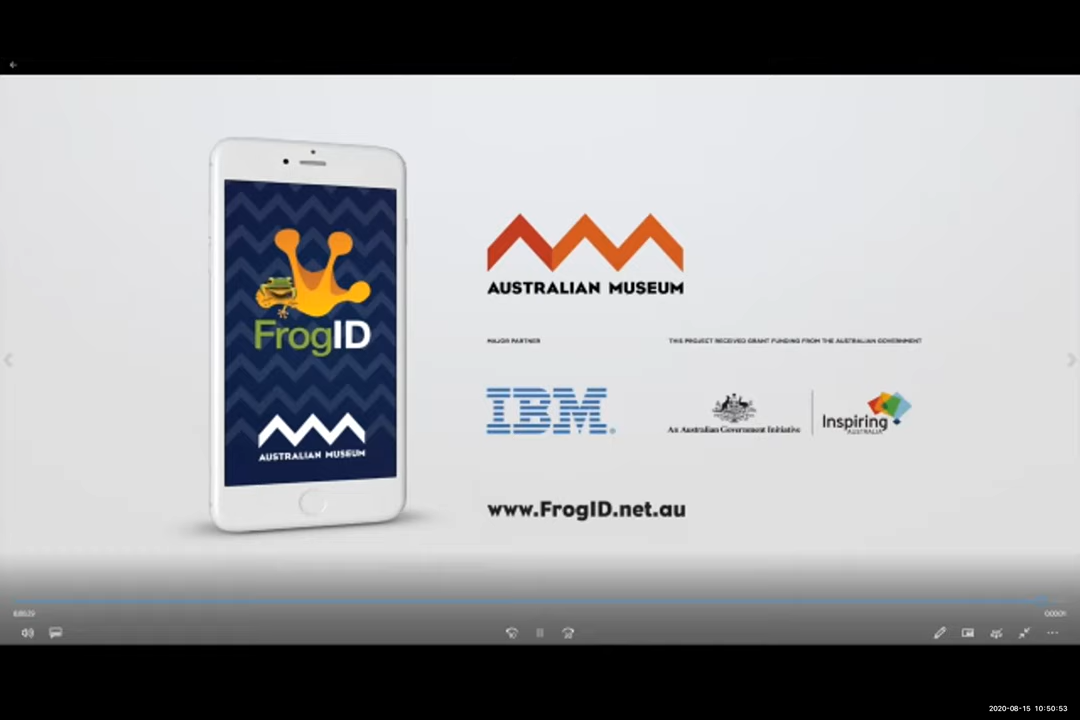 FrogID
AUSTRALIAN MUSEUM
AUSTRALIAN MUSEUM
MAJOR PARTNER
THIS PROJECT RECEIVED GRANT FUNDING FROM THE AUSTRALIAN GOVERNMENT
IBM
An Australian Government Initiative
Inspiring
AUSTRALIA
www.FrogID.net.au
2020-08-15 10:50:53